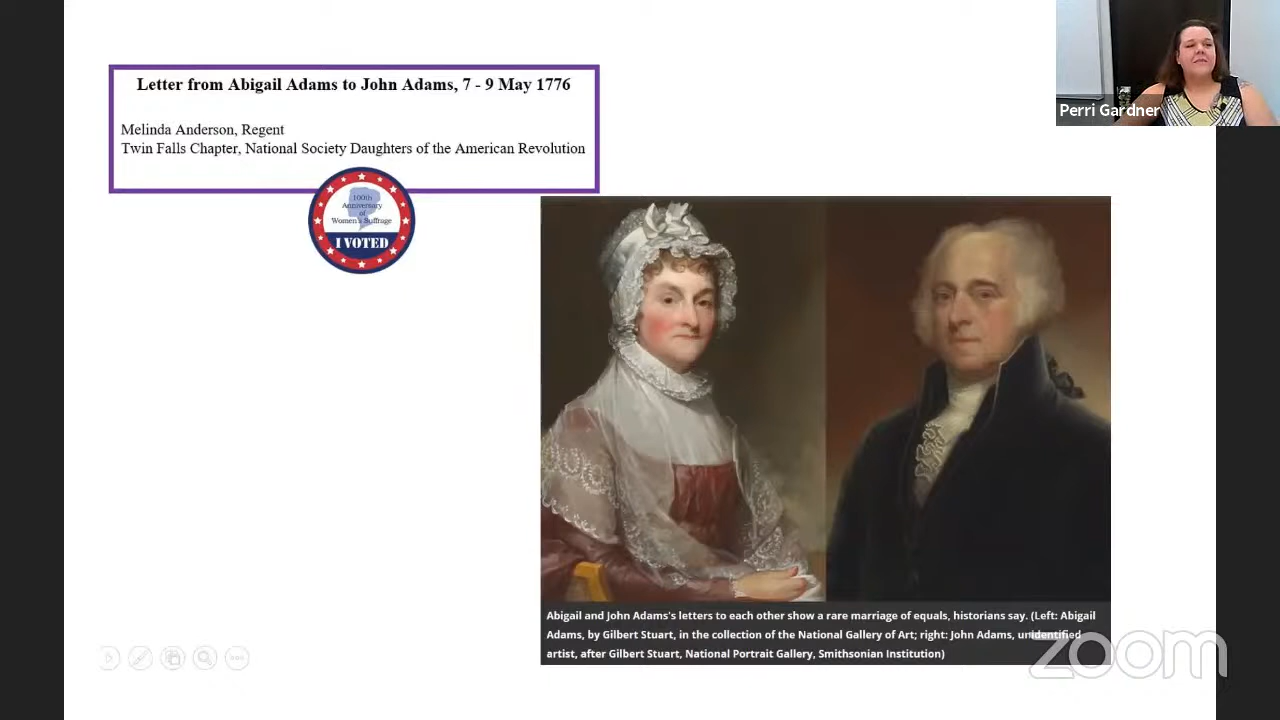 Letter from Abigail Adams to John Adams, 7 - 9 May 1776
Melinda Anderson, Regent
Twin Falls Chapter, National Society Daughters of the American Revolution
100th
Anniversary
of
Women's Suffrage
I VOTED
Perri Gardner
Abigail and John Adams's letters to each other show a rare marriage of equals, historians say. (Left: Abigail
Adams, by Gilbert Stuart, in the collection of the National Gallery of Art; right: John Adams, unidentified
artist, after Gilbert Stuart, National Portrait Gallery, Smithsonian Institution)
zoom